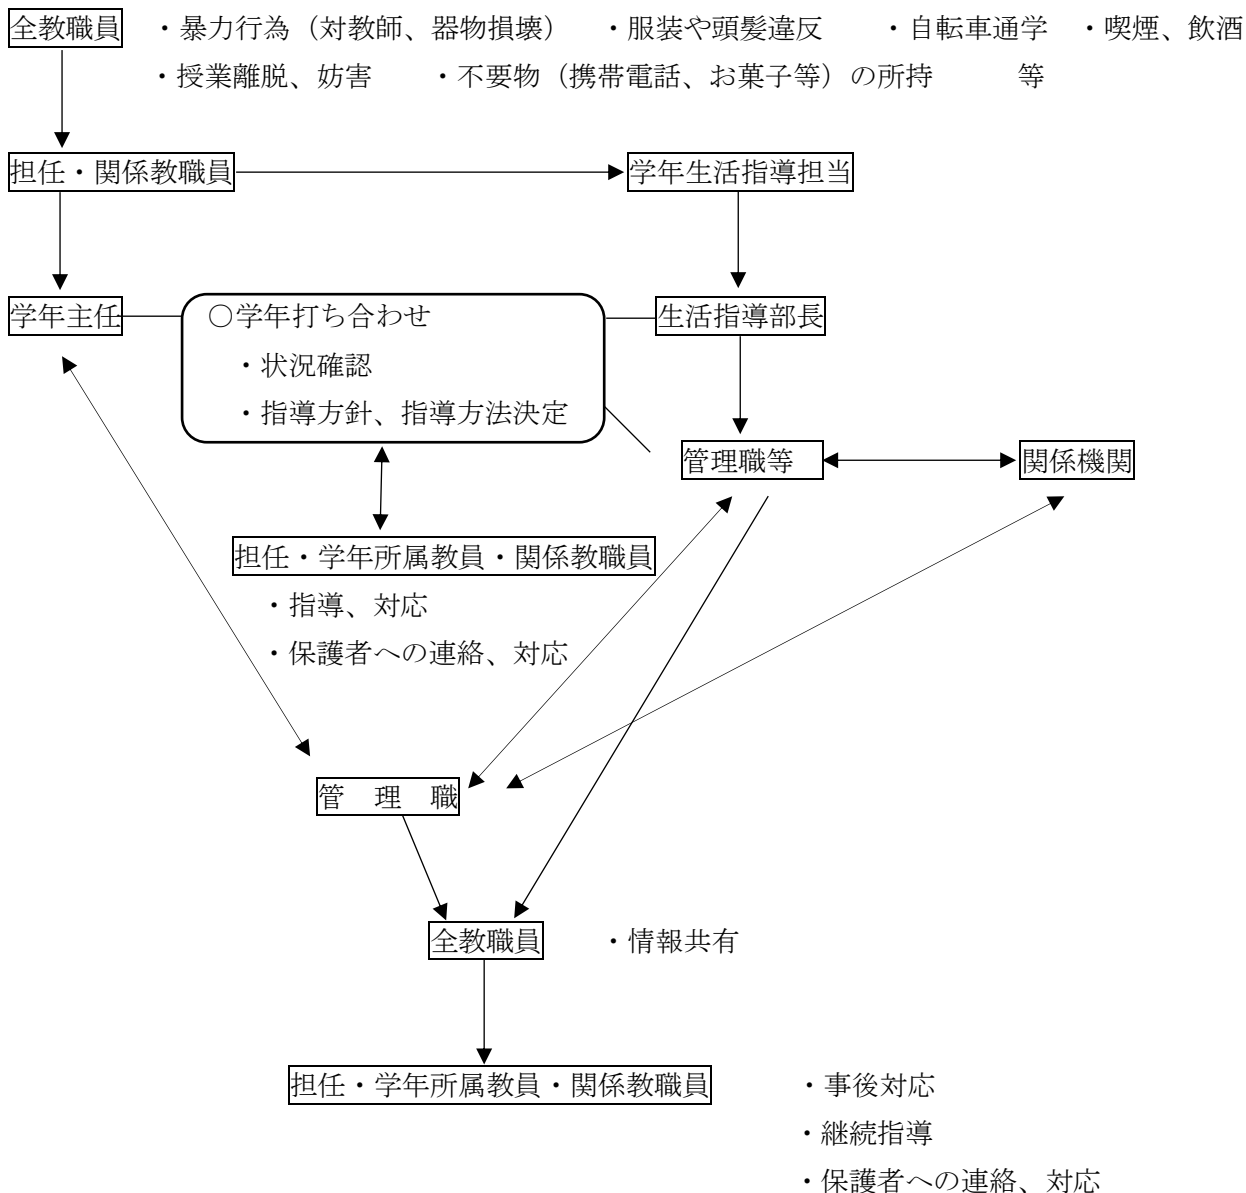 全教職員　・暴力行為（対教師、器物損壊）　・服装や頭髪違反　　・自転車通学　・喫煙、飲酒
・授業離脱、妨害　　・不要物（携帯電話、お菓子等）の所持　　　等
担任・関係教職員　学年生活指導担当
学年主任　○学年打ち合わせ　生活指導部長
・状況確認
・指導方針、指導方法決定
管理職等　関係機関
担任・学年所属教員・関係教職員
・指導、対応
・保護者への連絡、対応
管　理　職
全教職員　・情報共有
担任・学年所属教員・関係教職員　・事後対応
・継続指導
・保護者への連絡、対応